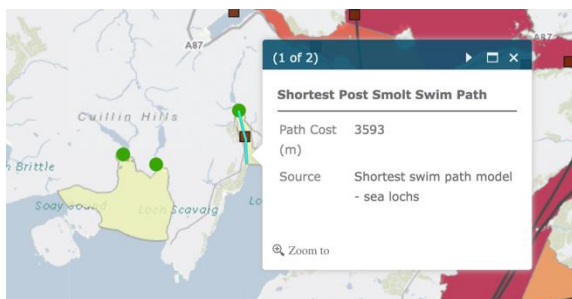 A87
A87
(1 of 2)
Shortest Post Smolt Swim Path
Cuillin Hills
Path Cost 3593
(m)
Brittle
Source Shortest swim path model
- sea lochs
Soay Sound
Loch Scavaig
Lo
Zoom to